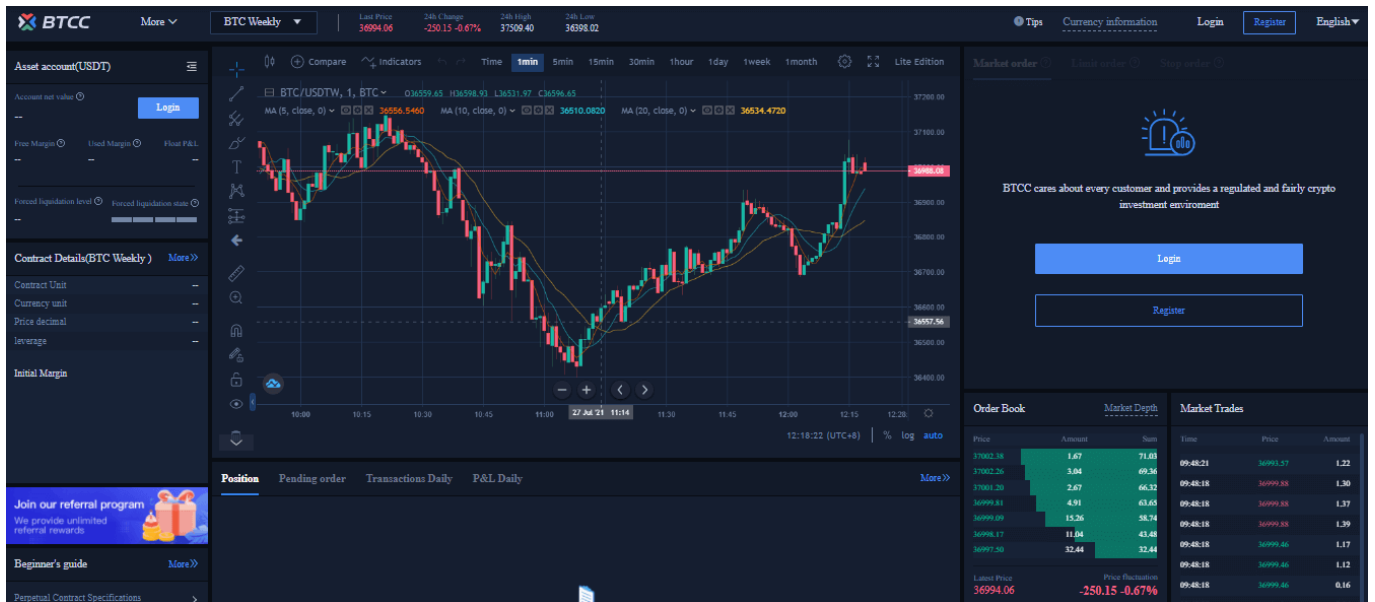 BTCC
More
BTC Weekly
Last Price
36994.06
24h Change
-250.15 -0.67%
24h High
37509.40
24h Low
36398.02
Tips
Currency information
Login
Register
English
Asset account(USDT)
Account net value
--
Login
Free Margin
Used Margin
Float P&L
--
--
--
Forced liquidation level
Forced liquidation state
--
Contract Details(BTC Weekly )
More
Contract Unit --
Currency unit --
Price decimal --
leverage --
Initial Margin
Join our referral program
We provide unlimited
referral rewards
Beginner's guide
More
Perpetual Contract Specifications
Compare
Indicators
Time 1min 5min 15min 30min 1hour 1day 1week 1month
Lite Edition
BTC/USDTW, 1, BTC O36559.65 H36598.93 L36531.97 C36596.65
MA (5, close, 0) 36556.5460 MA (10, close, 0) 36510.0820 MA (20, close, 0) 36534.4720
37200.00
37100.00
36988.08
36900.00
36800.00
36700.00
36600.00
36557.56
36500.00
36400.00
10:00 10:15 10:30 10:45 11:00 27 Jul '21 11:14 11:30 11:45 12:00 12:15 12:28:
12:18:22 (UTC+8) % log auto
Position
Pending order
Transactions Daily
P&L Daily
More
Market order
Limit order
Stop order
BTCC cares about every customer and provides a regulated and fairly crypto
investment enviroment
Login
Register
Order Book
Market Depth
Price Amount Sum
37002.38 1.67 71.03
37002.26 3.04 69.36
37001.20 2.67 66.32
36999.81 4.91 63.65
36999.09 15.26 58.74
36998.17 11.04 43.48
36997.50 32.44 32.44
Latest Price
36994.06
Price fluctuation
-250.15 -0.67%
Market Trades
Time Price Amount
09:48:21 36993.57 1.22
09:48:18 36999.88 1.30
09:48:18 36999.88 1.37
09:48:18 36999.88 1.39
09:48:18 36999.46 1.17
09:48:18 36999.46 1.12
09:48:18 36999.46 0.16